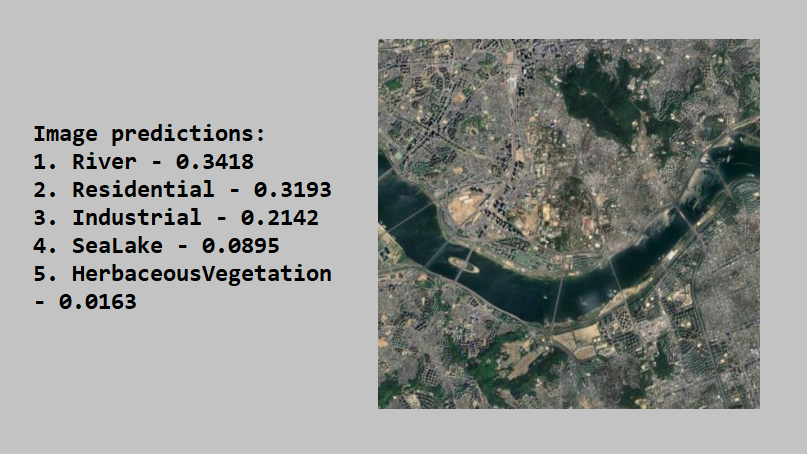 Image predictions:
1. River - 0.3418
2. Residential - 0.3193
3. Industrial - 0.2142
4. SeaLake - 0.0895
5. HerbaceousVegetation
- 0.0163